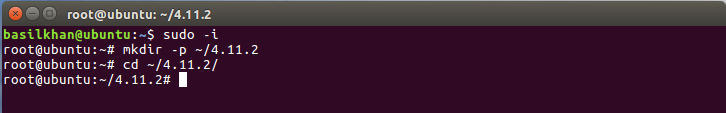 root@ubuntu: ~/4.11.2
basilkhan@ubuntu:~$ sudo -i
root@ubuntu:~# mkdir -p ~/4.11.2
root@ubuntu:~# cd ~/4.11.2/
root@ubuntu:~/4.11.2#